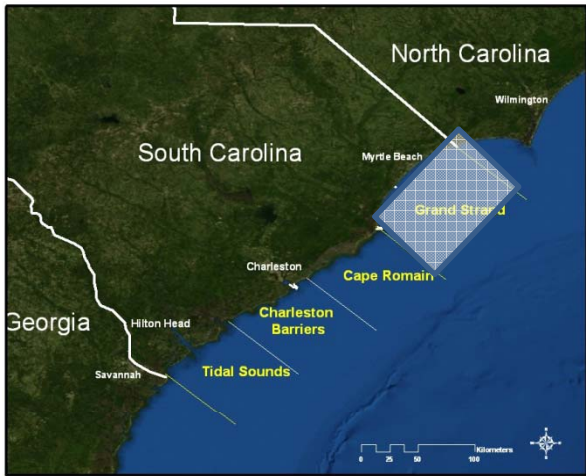 North Carolina
Wilmington
South Carolina
Myrtle Beach
Grand Strand
Cape Romain
Charleston
Charleston
Barriers
Georgia
Hilton Head
Tidal Sounds
Savannah
0 25 50 100
Kilometers